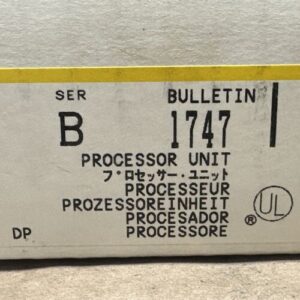 SER BULLETIN
B 1747
PROCESSOR UNIT
プロセッサー・ユニット
PROCESSEUR
PROZESSOREINHEIT
PROCESADOR
DP PROCESSORE
UL ®